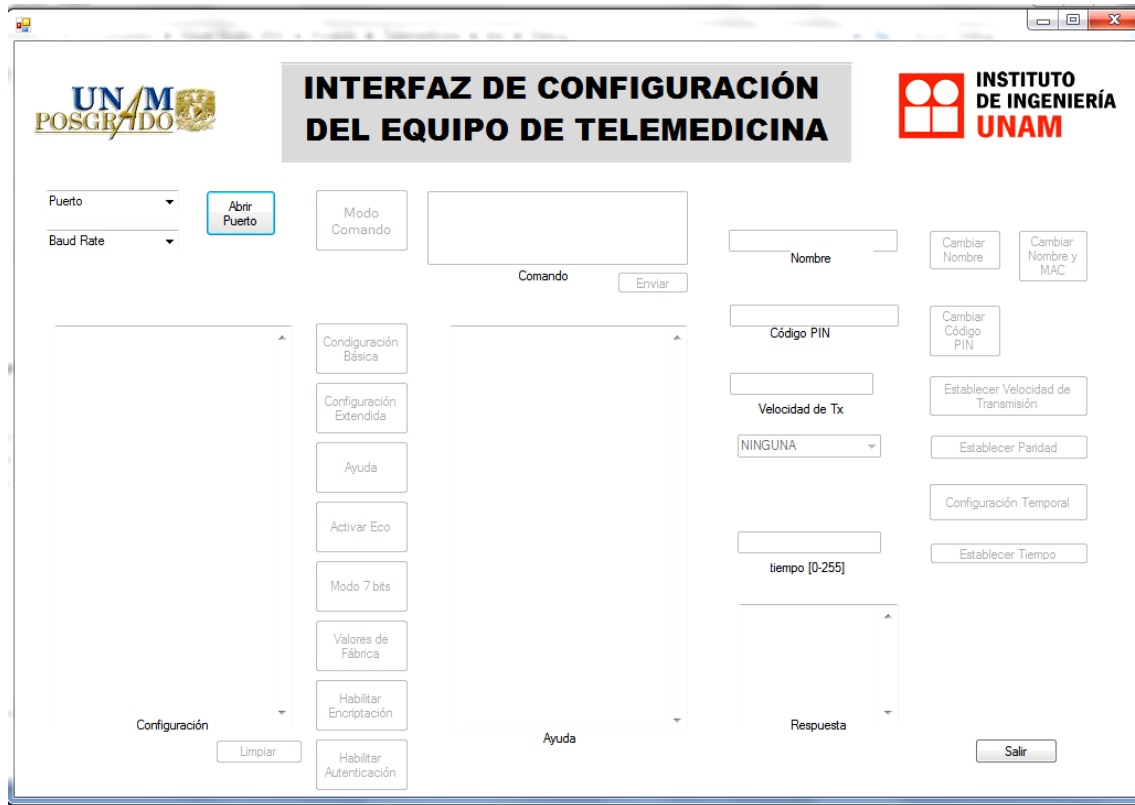 UNAM
POSGRADO
INTERFAZ DE CONFIGURACIÓN
DEL EQUIPO DE TELEMEDICINA
INSTITUTO
DE INGENIERÍA
UNAM
Puerto
Baud Rate
Abrir
Puerto
Modo
Comando
Comando
Enviar
Nombre
Cambiar
Nombre
Cambiar
Nombre y
MAC
Código PIN
Cambiar
Código
PIN
Velocidad de Tx
Establecer Velocidad de
Transmisión
NINGUNA
Establecer Paridad
Configuración Temporal
tiempo [0-255]
Establecer Tiempo
Condiguración
Básica
Configuración
Extendida
Ayuda
Activar Eco
Modo 7 bits
Valores de
Fábrica
Habilitar
Encriptación
Habilitar
Autenticación
Configuración
Limpiar
Ayuda
Respuesta
Salir